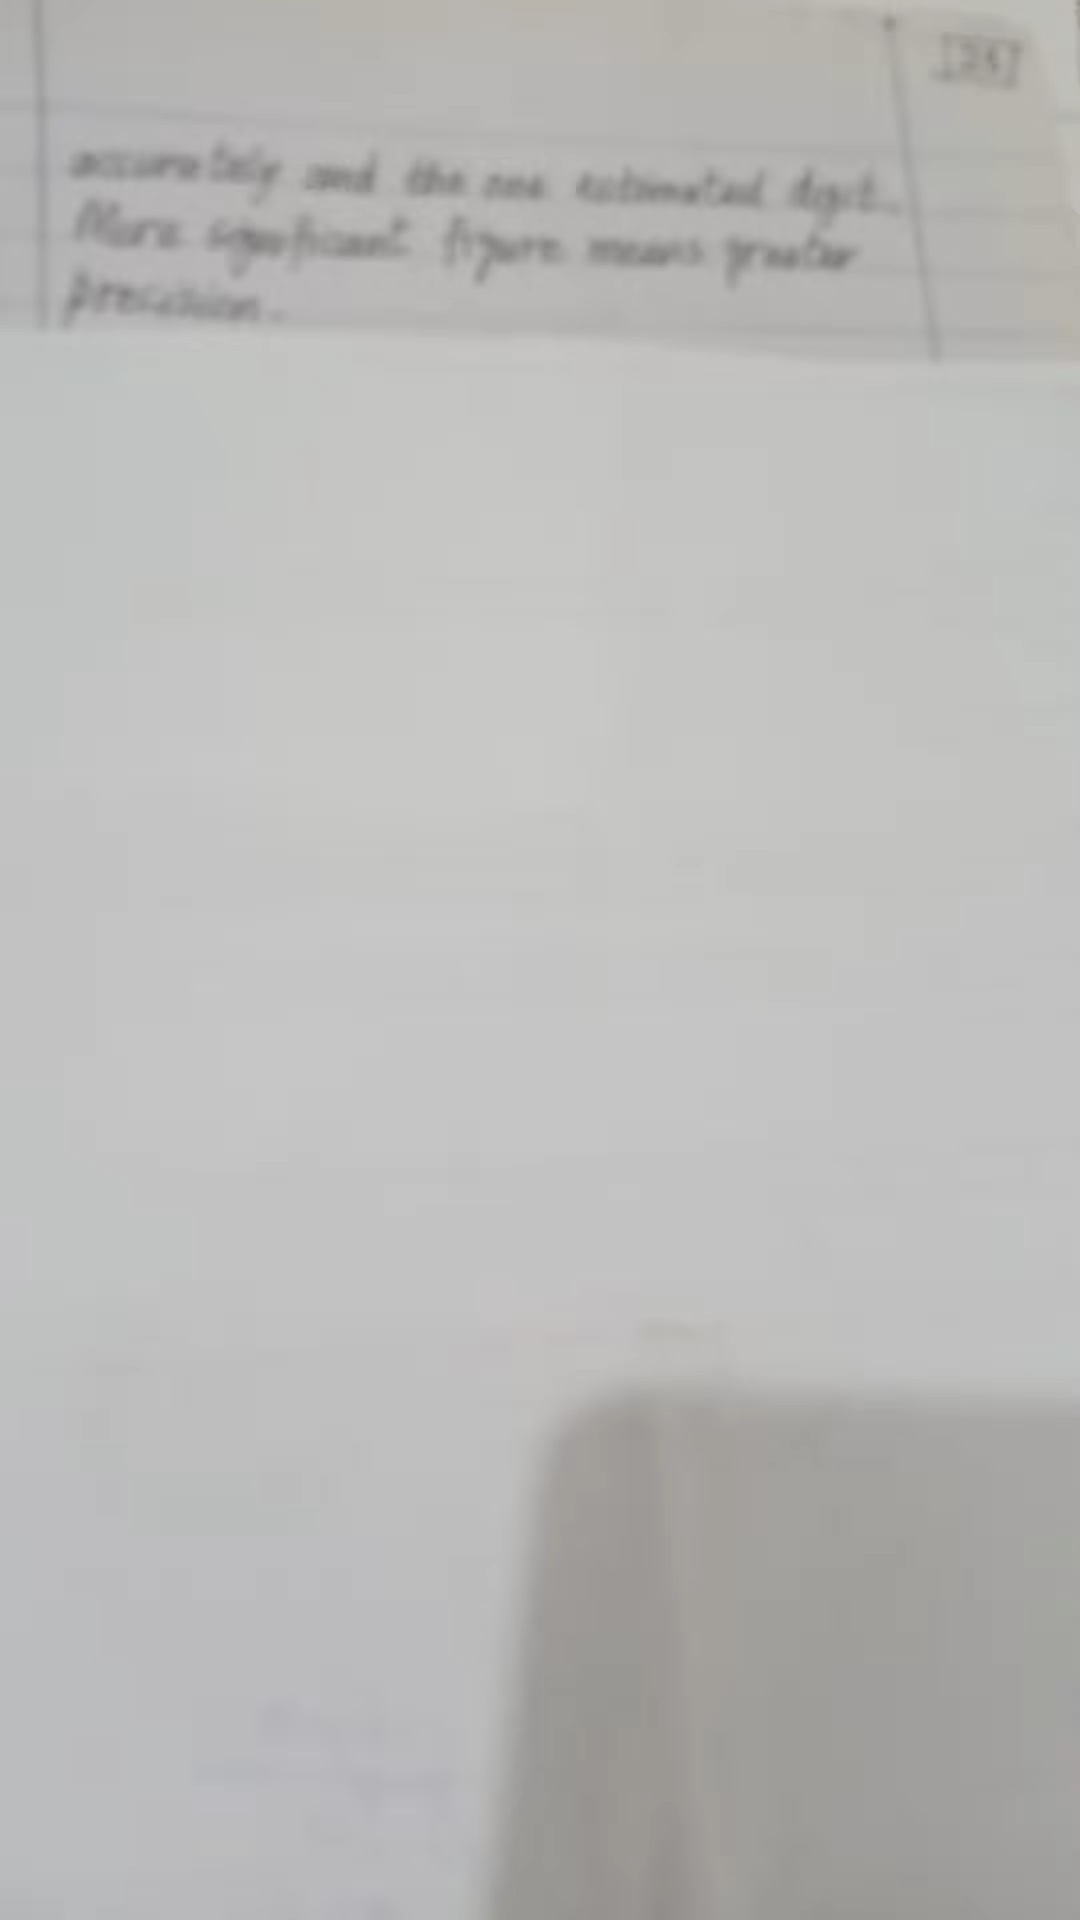 accurately and the one estimated digit.
More significant figure means greater
precision.